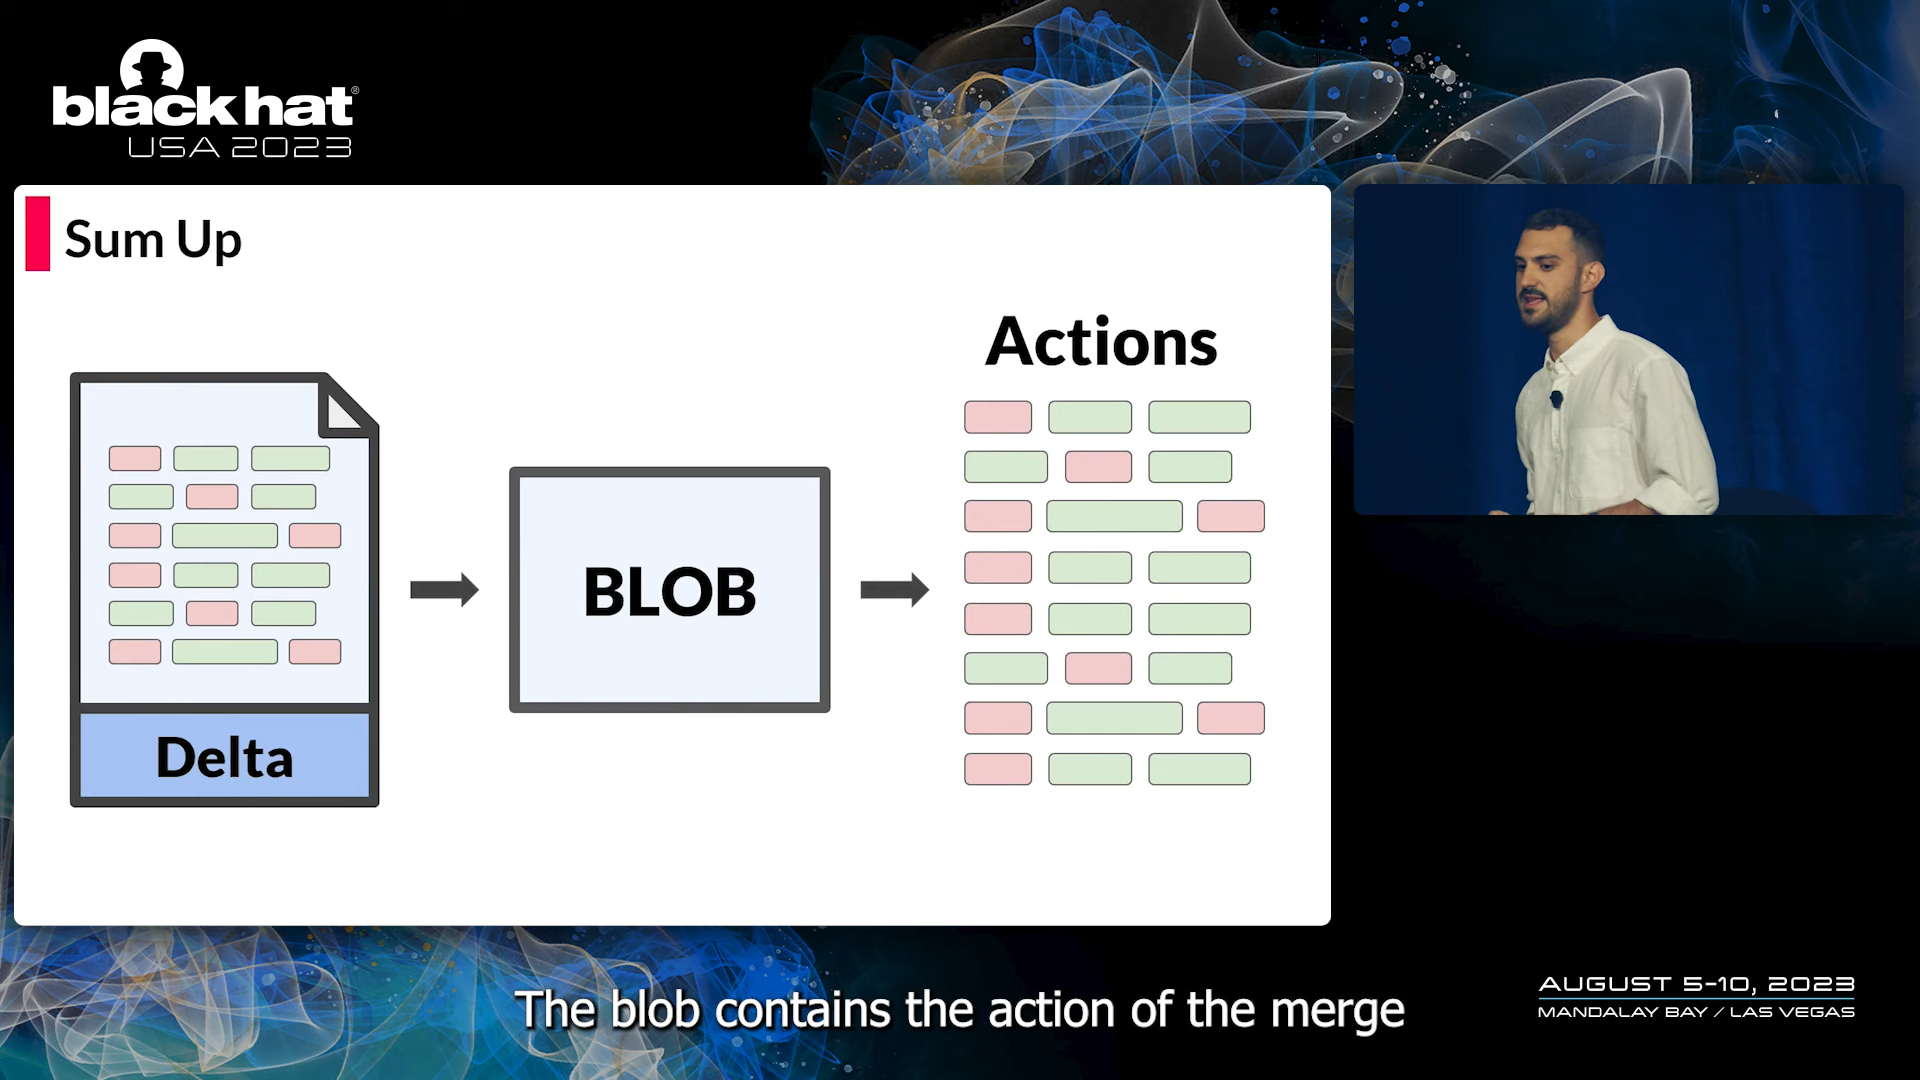 black hat®
USA 2023
Sum Up
Actions
BLOB
Delta
The blob contains the action of the merge
AUGUST 5-10, 2023
MANDALAY BAY / LAS VEGAS